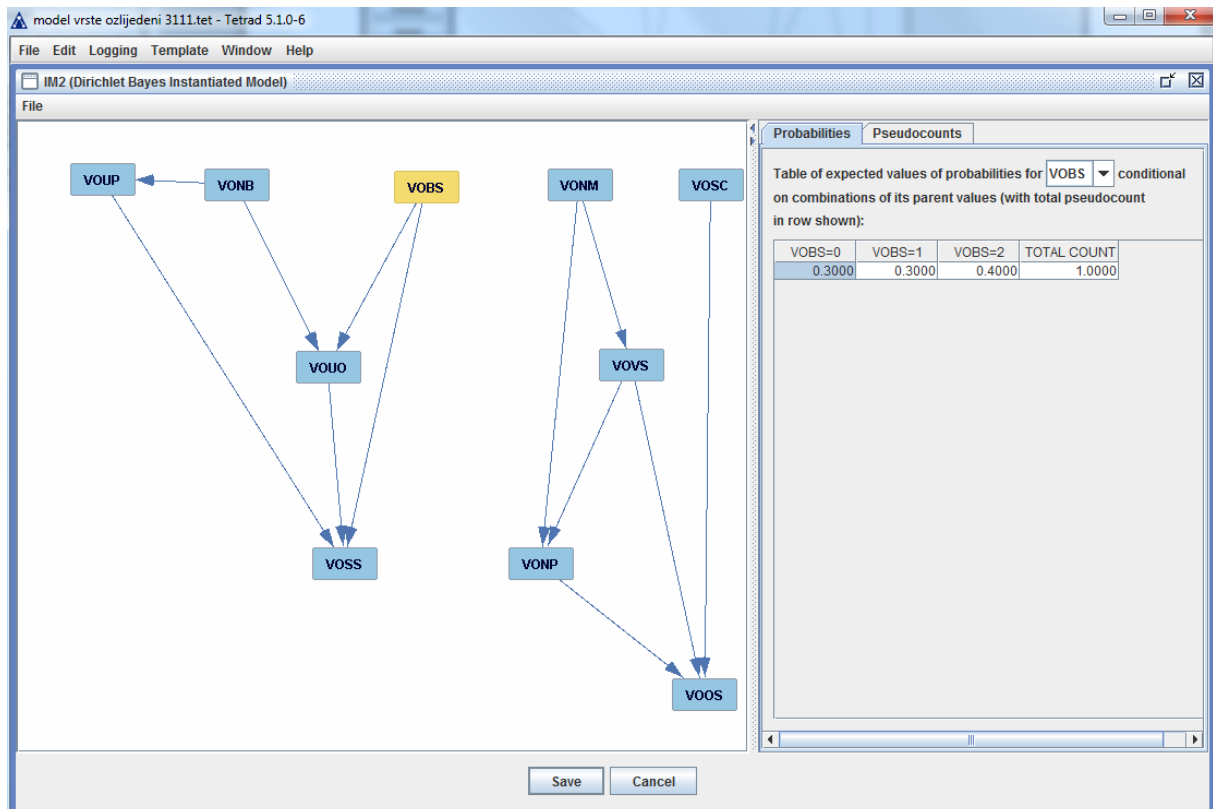 model vrste ozlijedeni 3111.tet - Tetrad 5.1.0-6
File Edit Logging Template Window Help
IM2 (Dirichlet Bayes Instantiated Model)
File
VOUP VONB VOBS VONM VOSC
VOUO VOVS
VOSS VONP
VOOS
Probabilities Pseudocounts
Table of expected values of probabilities for VOBS conditional
on combinations of its parent values (with total pseudocount
in row shown):
VOBS=0 VOBS=1 VOBS=2 TOTAL COUNT
0.3000 0.3000 0.4000 1.0000
Save Cancel